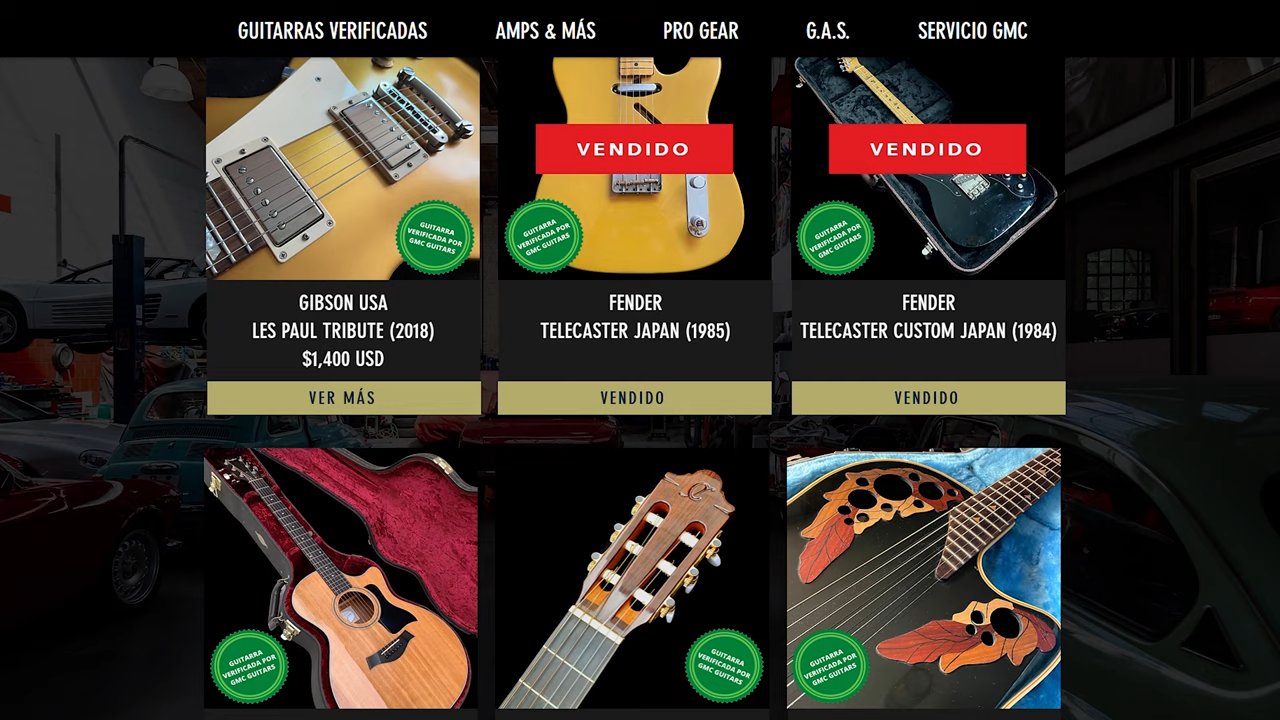 GUITARRAS VERIFICADAS
AMPS & MÁS
PRO GEAR
G.A.S.
SERVICIO GMC
VENDIDO
VENDIDO
GUITARRA
VERIFICADA POR
GMC GUITARS
GUITARRA
VERIFICADA POR
GMC GUITARS
GUITARRA
VERIFICADA POR
GMC GUITARS
GIBSON USA
LES PAUL TRIBUTE (2018)
$1,400 USD
FENDER
TELECASTER JAPAN (1985)
FENDER
TELECASTER CUSTOM JAPAN (1984)
VER MÁS
VENDIDO
VENDIDO
GUITARRA
VERIFICADA POR
GMC GUITARS
GUITARRA
VERIFICADA POR
GMC GUITARS
GUITARRA
VERIFICADA POR
GMC GUITARS